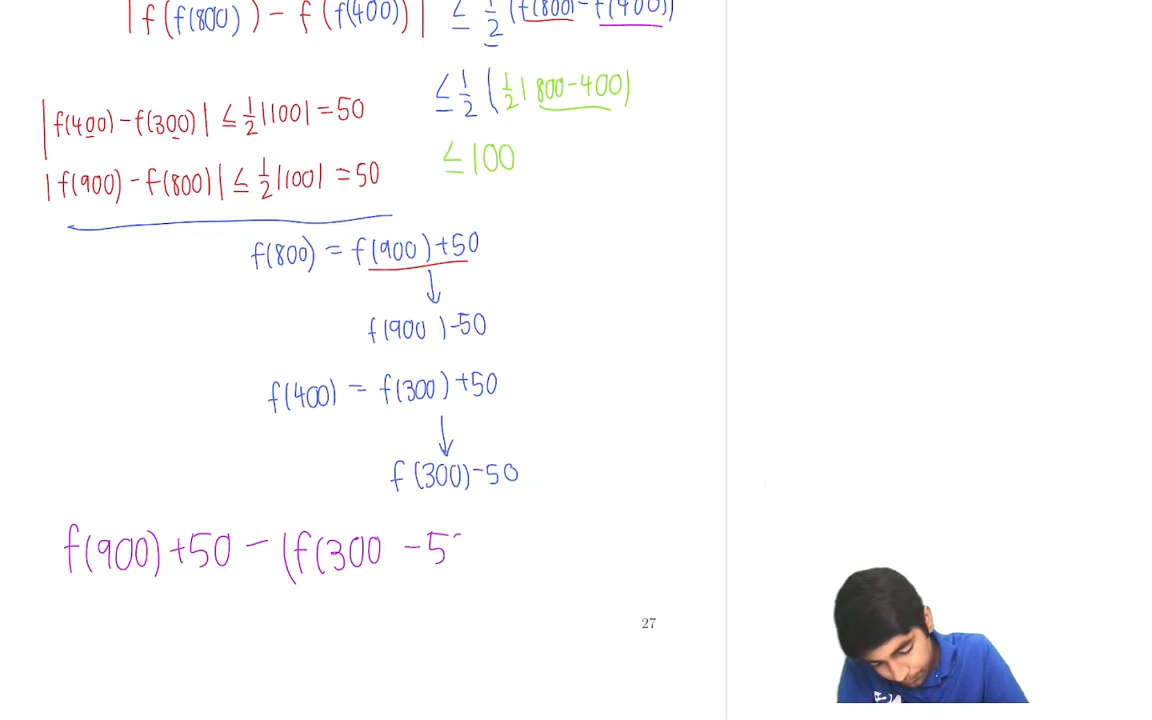 |f(f(800)) - f(f(400))| ≤ 1/2 (f(800) - f(400))|
≤ 1/2 (1/2 | 800 - 400)
|f(400) - f(300)| ≤ 1/2 |100| = 50
≤ 100
|f(900) - f(800)| ≤ 1/2 |100| = 50
f(800) = f(900) + 50
f(900) - 50
f(400) = f(300) + 50
f(300) - 50
f(900) + 50 - (f(300 - 5
27